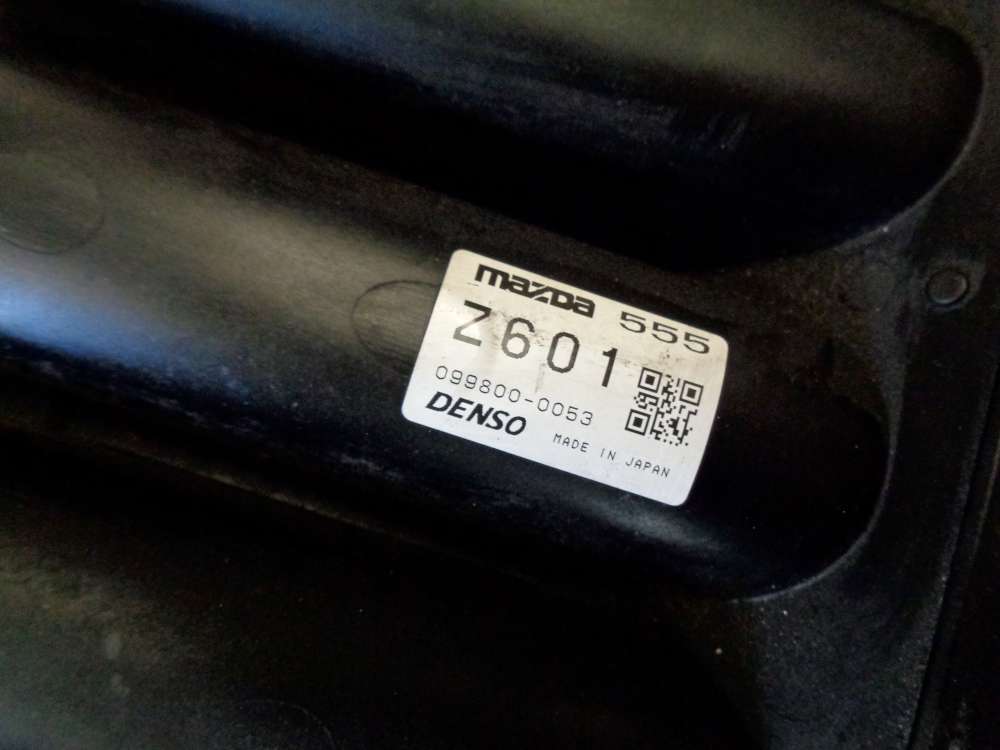 mazda 555
Z601
099800-0053
DENSO MADE IN JAPAN